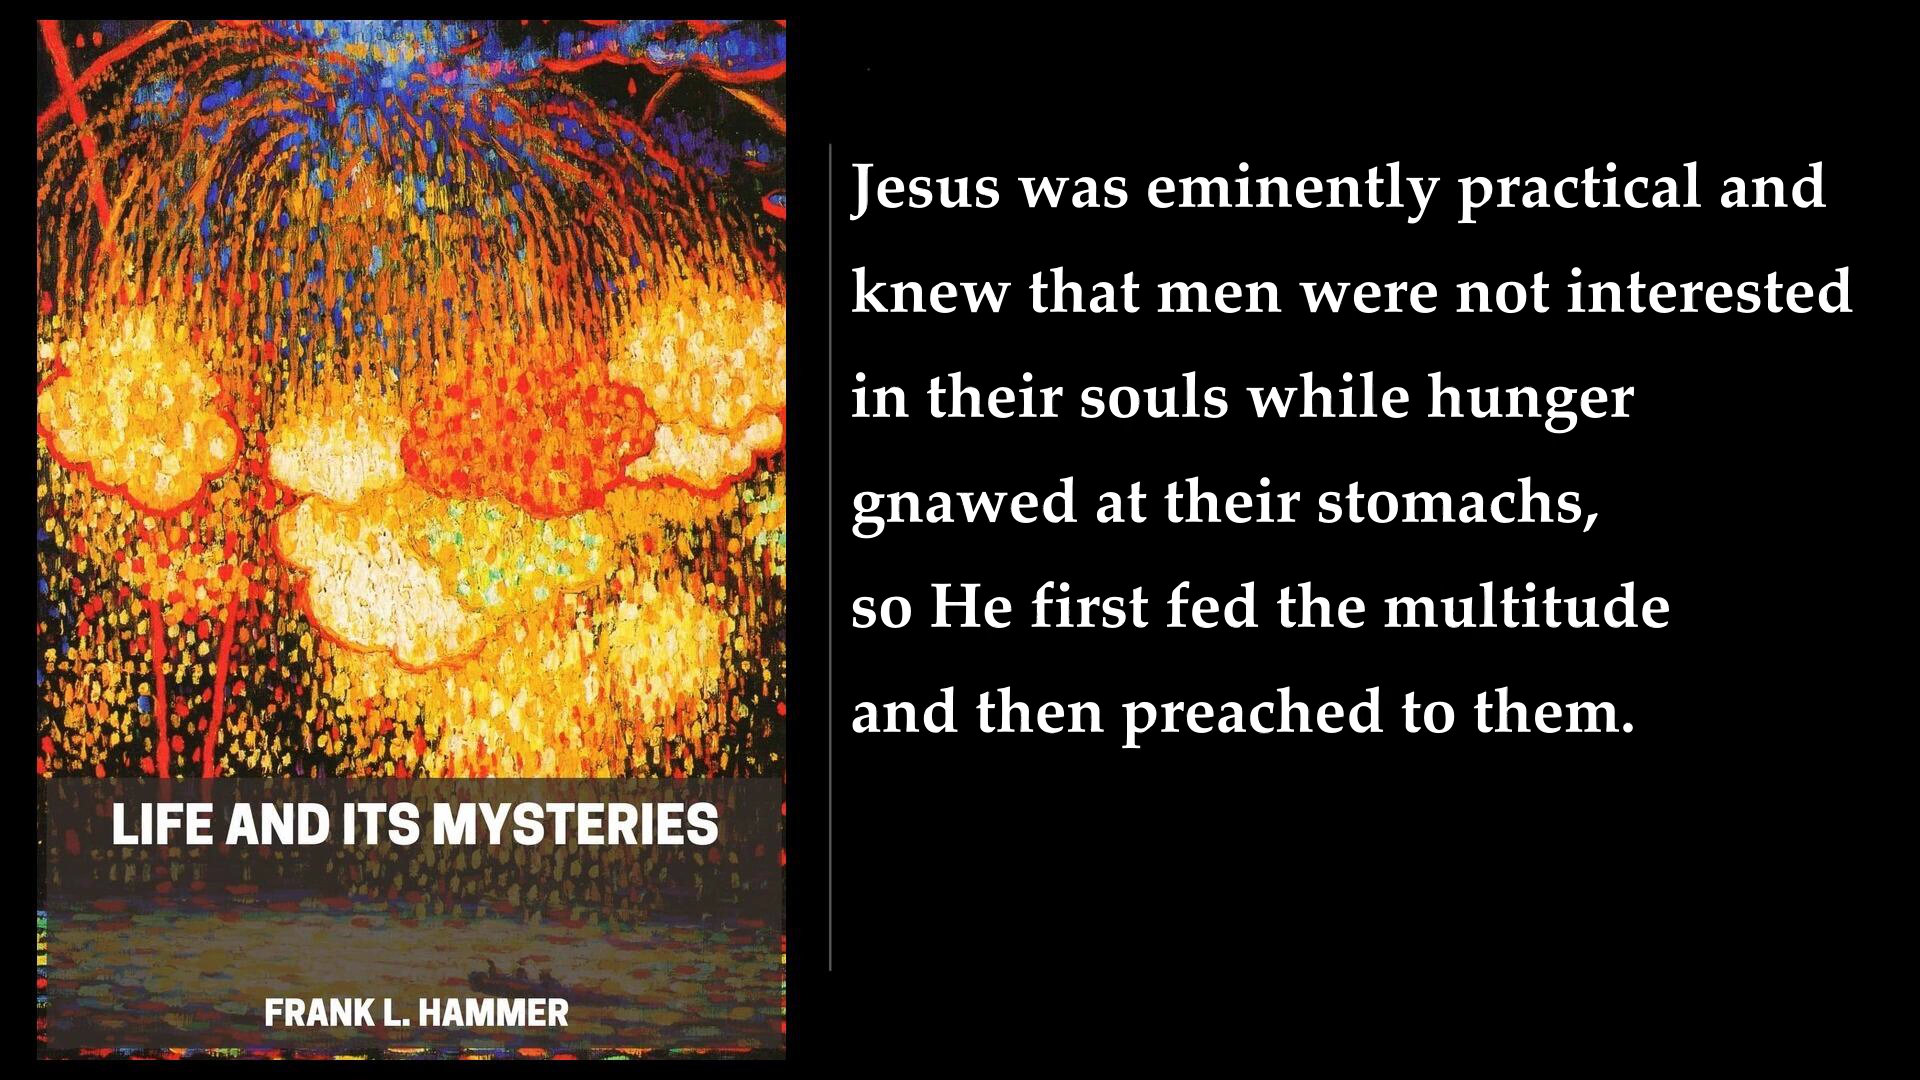 LIFE AND ITS MYSTERIES
FRANK L. HAMMER
Jesus was eminently practical and
knew that men were not interested
in their souls while hunger
gnawed at their stomachs,
so He first fed the multitude
and then preached to them.